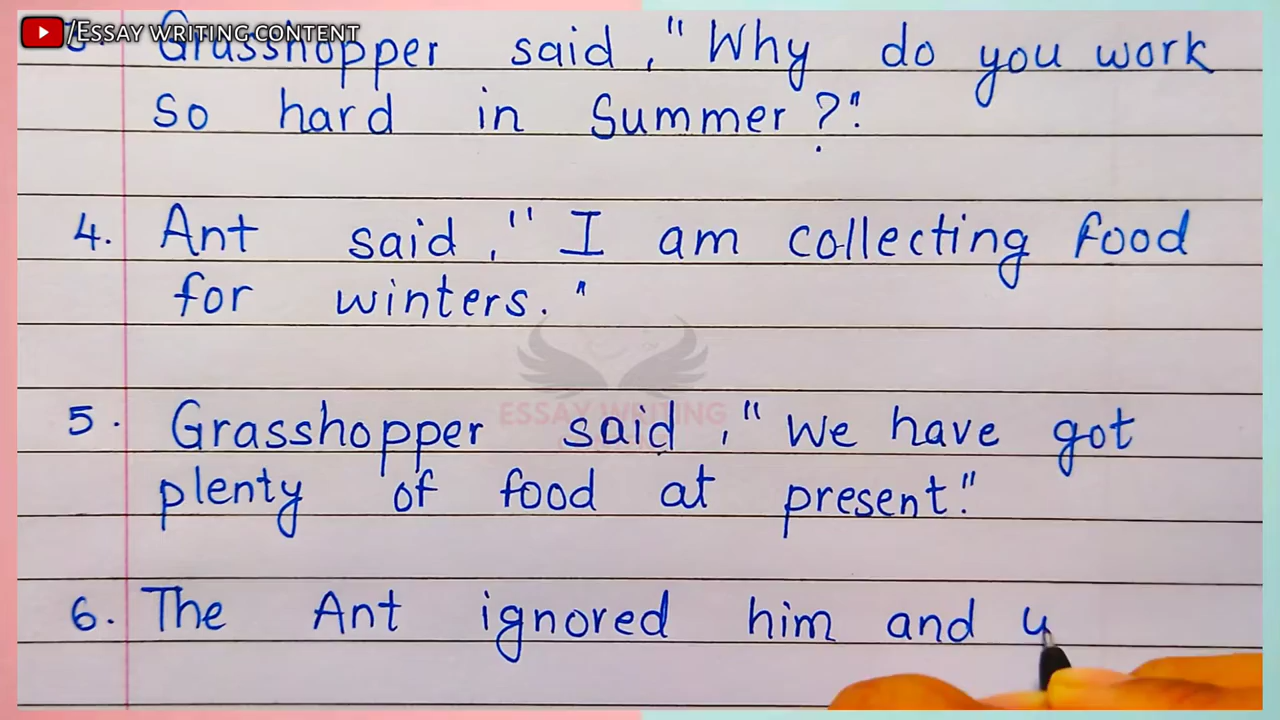 /Essay writing content
Grasshopper said, "Why do you work
so hard in Summer?"
4. Ant said, "I am collecting food
for winters."
ESSAY WRITING
5. Grasshopper said, "We have got
plenty of food at present."
6. The Ant ignored him and